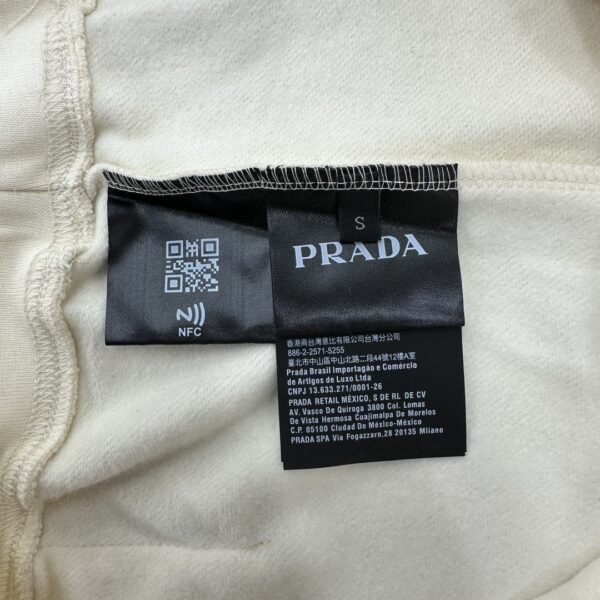 S
PRADA
NFC
香港商台灣意比有限公司台灣分公司
886-2-2571-5255
臺北市中山區中山北路二段44號12樓A室
Prada Brasil Importação e Comércio
de Artigos de Luxo Ltda
CNPJ 13.633.271/0001-26
PRADA RETAIL MÉXICO, S DE RL DE CV
AV. Vasco De Quiroga 3800 Col. Lomas
De Vista Hermosa Cuajimalpa De Morelos
C.P. 05100 Ciudad De México-México
PRADA SPA Via Fogazzaro,28 20135 Milano